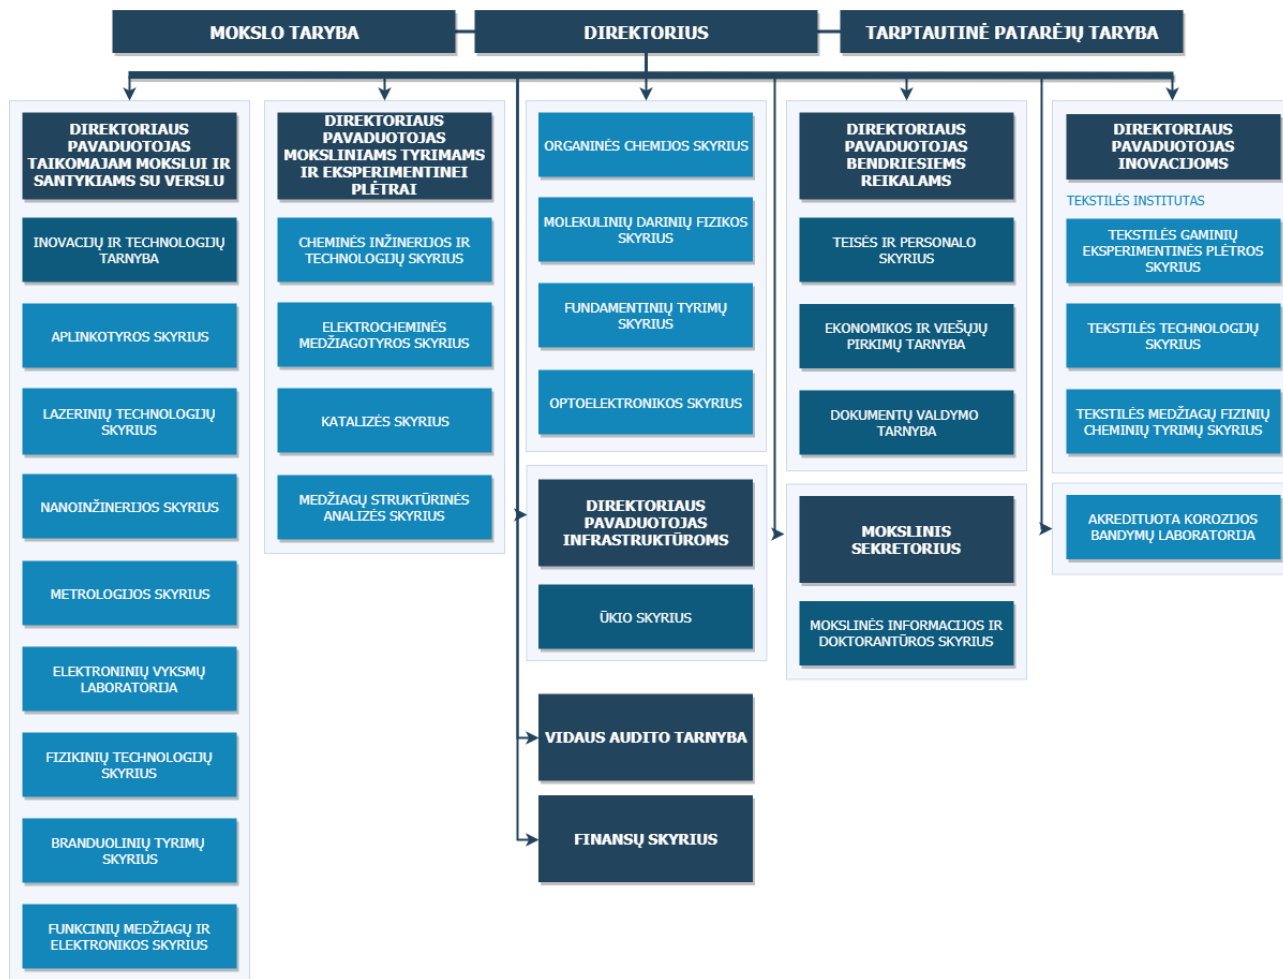 MOKSLO TARYBA
DIREKTORIUS
TARPTAUTINĖ PATARĖJŲ TARYBA
DIREKTORIAUS
PAVADUOTOJAS
TAIKOMAJAM MOKSLUI IR
SANTYKIAMS SU VERSLU
INOVACIJŲ IR TECHNOLOGIJŲ
TARNYBA
APLINKOTYROS SKYRIUS
LAZERINIŲ TECHNOLOGIJŲ
SKYRIUS
NANOINŽINERIJOS SKYRIUS
METROLOGIJOS SKYRIUS
ELEKTRONINIŲ VYKSMŲ
LABORATORIJA
FIZIKINIŲ TECHNOLOGIJŲ
SKYRIUS
BRANDUOLINIŲ TYRIMŲ
SKYRIUS
FUNKCINIŲ MEDŽIAGŲ IR
ELEKTRONIKOS SKYRIUS
DIREKTORIAUS
PAVADUOTOJAS
MOKSLINIAMS TYRIMAMS
IR EKSPERIMENTINEI
PLĖTRAI
CHEMINĖS INŽINERIJOS IR
TECHNOLOGIJŲ SKYRIUS
ELEKTROCHEMINĖS
MEDŽIAGOTYROS SKYRIUS
KATALIZĖS SKYRIUS
MEDŽIAGŲ STRUKTŪRINĖS
ANALIZĖS SKYRIUS
ORGANINĖS CHEMIJOS SKYRIUS
MOLEKULINIŲ DARINIŲ FIZIKOS
SKYRIUS
FUNDAMENTINIŲ TYRIMŲ
SKYRIUS
OPTOELEKTRONIKOS SKYRIUS
DIREKTORIAUS
PAVADUOTOJAS
INFRASTRUKTŪROMS
ŪKIO SKYRIUS
VIDAUS AUDITO TARNYBA
FINANSŲ SKYRIUS
DIREKTORIAUS
PAVADUOTOJAS
BENDRIESIEMS
REIKALAMS
TEISĖS IR PERSONALO
SKYRIUS
EKONOMIKOS IR VIEŠŲJŲ
PIRKIMŲ TARNYBA
DOKUMENTŲ VALDYMO
TARNYBA
MOKSLINIS
SEKRETORIUS
MOKSLINĖS INFORMACIJOS IR
DOKTORANTŪROS SKYRIUS
DIREKTORIAUS
PAVADUOTOJAS
INOVACIJOMS
TEKSTILĖS INSTITUTAS
TEKSTILĖS GAMINIŲ
EKSPERIMENTINĖS PLĖTROS
SKYRIUS
TEKSTILĖS TECHNOLOGIJŲ
SKYRIUS
TEKSTILĖS MEDŽIAGŲ FIZINIŲ
CHEMINIŲ TYRIMŲ SKYRIUS
AKREDITUOTA KOROZIJOS
BANDYMŲ LABORATORIJA